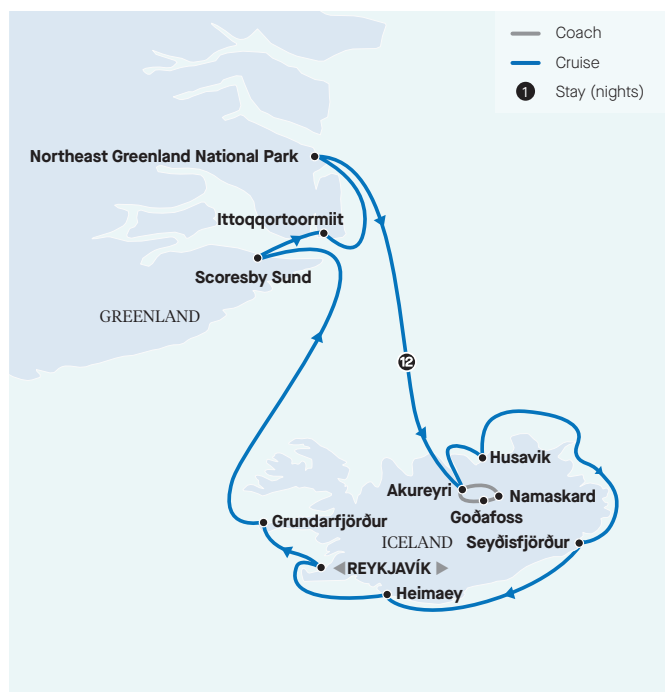 Coach
Cruise
1 Stay (nights)
Northeast Greenland National Park
Ittoqqortoormiit
Scoresby Sund
GREENLAND
12
Husavik
Akureyri
Namaskard
Goðafoss
Grundarfjörður
ICELAND
Seyðisfjörður
REYKJAVÍK
Heimaey